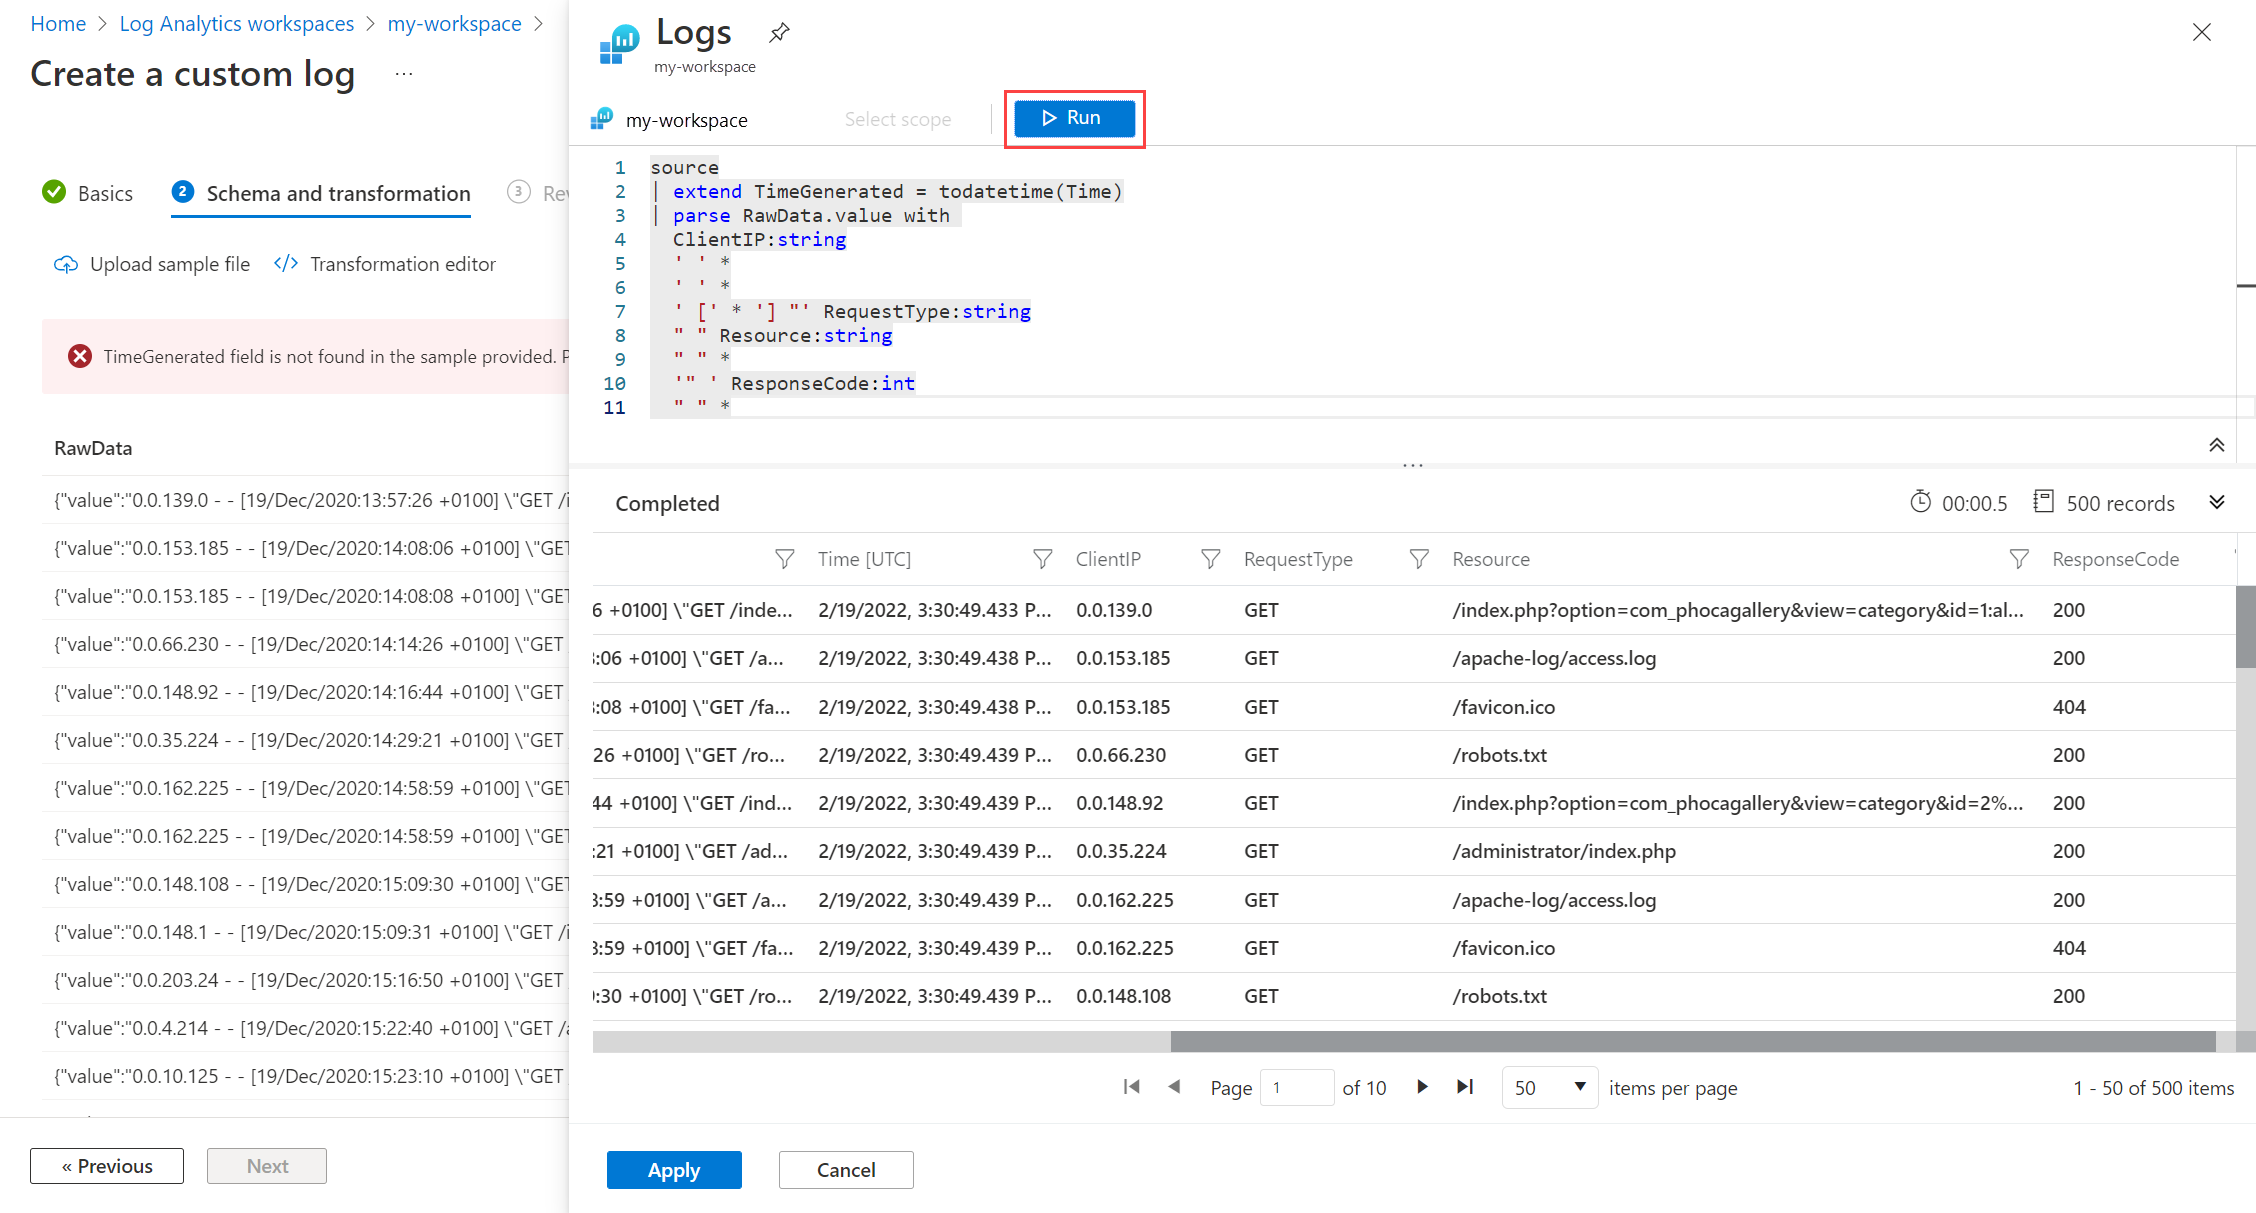 Home > Log Analytics workspaces > my-workspace >
Create a custom log ...
Basics
2 Schema and transformation
3
Upload sample file
</> Transformation editor
TimeGenerated field is not found in the sample provided.
RawData
{"value":"0.0.139.0 - - [19/Dec/2020:13:57:26 +0100] \"GET /i
{"value":"0.0.153.185 - - [19/Dec/2020:14:08:06 +0100] \"GET
{"value":"0.0.153.185 - - [19/Dec/2020:14:08:08 +0100] \"GET
{"value":"0.0.66.230 - - [19/Dec/2020:14:14:26 +0100] \"GET
{"value":"0.0.148.92 - - [19/Dec/2020:14:16:44 +0100] \"GET
{"value":"0.0.35.224 - - [19/Dec/2020:14:29:21 +0100] \"GET
{"value":"0.0.162.225 - - [19/Dec/2020:14:58:59 +0100] \"GET
{"value":"0.0.162.225 - - [19/Dec/2020:14:58:59 +0100] \"GET
{"value":"0.0.148.108 - - [19/Dec/2020:15:09:30 +0100] \"GET
{"value":"0.0.148.1 - - [19/Dec/2020:15:09:31 +0100] \"GET /i
{"value":"0.0.203.24 - - [19/Dec/2020:15:16:50 +0100] \"GET
{"value":"0.0.4.214 - - [19/Dec/2020:15:22:40 +0100] \"GET /a
{"value":"0.0.10.125 - - [19/Dec/2020:15:23:10 +0100] \"GET
« Previous
Next
Logs
my-workspace
my-workspace
Select scope
Run
1 source
2 | extend TimeGenerated = todatetime(Time)
3 | parse RawData.value with
4 ClientIP:string
5 ' ' *
6 ' ' *
7 ' [' * '] "' RequestType:string
8 " " Resource:string
9 " " *
10 '" ' ResponseCode:int
11 " " *
...
Completed
00:00.5
500 records
Time [UTC] ClientIP RequestType Resource ResponseCode
6 +0100] \"GET /inde... 2/19/2022, 3:30:49.433 P... 0.0.139.0 GET /index.php?option=com_phocagallery&view=category&id=1:al... 200
:06 +0100] \"GET /a... 2/19/2022, 3:30:49.438 P... 0.0.153.185 GET /apache-log/access.log 200
:08 +0100] \"GET /fa... 2/19/2022, 3:30:49.438 P... 0.0.153.185 GET /favicon.ico 404
26 +0100] \"GET /ro... 2/19/2022, 3:30:49.439 P... 0.0.66.230 GET /robots.txt 200
44 +0100] \"GET /ind... 2/19/2022, 3:30:49.439 P... 0.0.148.92 GET /index.php?option=com_phocagallery&view=category&id=2%... 200
:21 +0100] \"GET /ad... 2/19/2022, 3:30:49.439 P... 0.0.35.224 GET /administrator/index.php 200
:59 +0100] \"GET /a... 2/19/2022, 3:30:49.439 P... 0.0.162.225 GET /apache-log/access.log 200
:59 +0100] \"GET /fa... 2/19/2022, 3:30:49.439 P... 0.0.162.225 GET /favicon.ico 404
:30 +0100] \"GET /ro... 2/19/2022, 3:30:49.439 P... 0.0.148.108 GET /robots.txt 200
Page 1 of 10
50 items per page
1 - 50 of 500 items
Apply
Cancel